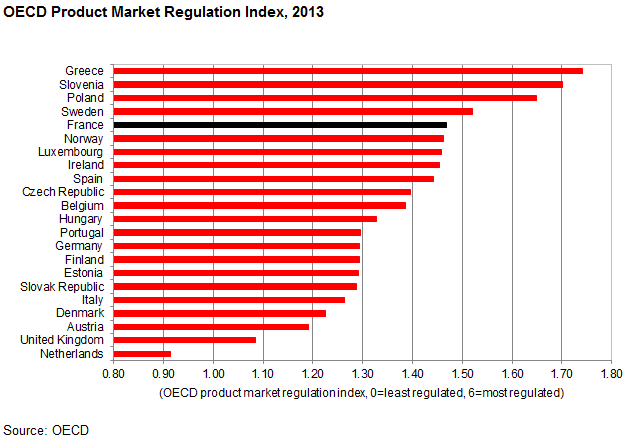 OECD Product Market Regulation Index, 2013
Greece
Slovenia
Poland
Sweden
France
Norway
Luxembourg
Ireland
Spain
Czech Republic
Belgium
Hungary
Portugal
Germany
Finland
Estonia
Slovak Republic
Italy
Denmark
Austria
United Kingdom
Netherlands
0.80 0.90 1.00 1.10 1.20 1.30 1.40 1.50 1.60 1.70 1.80
(OECD product market regulation index, 0=least regulated, 6=most regulated)
Source: OECD